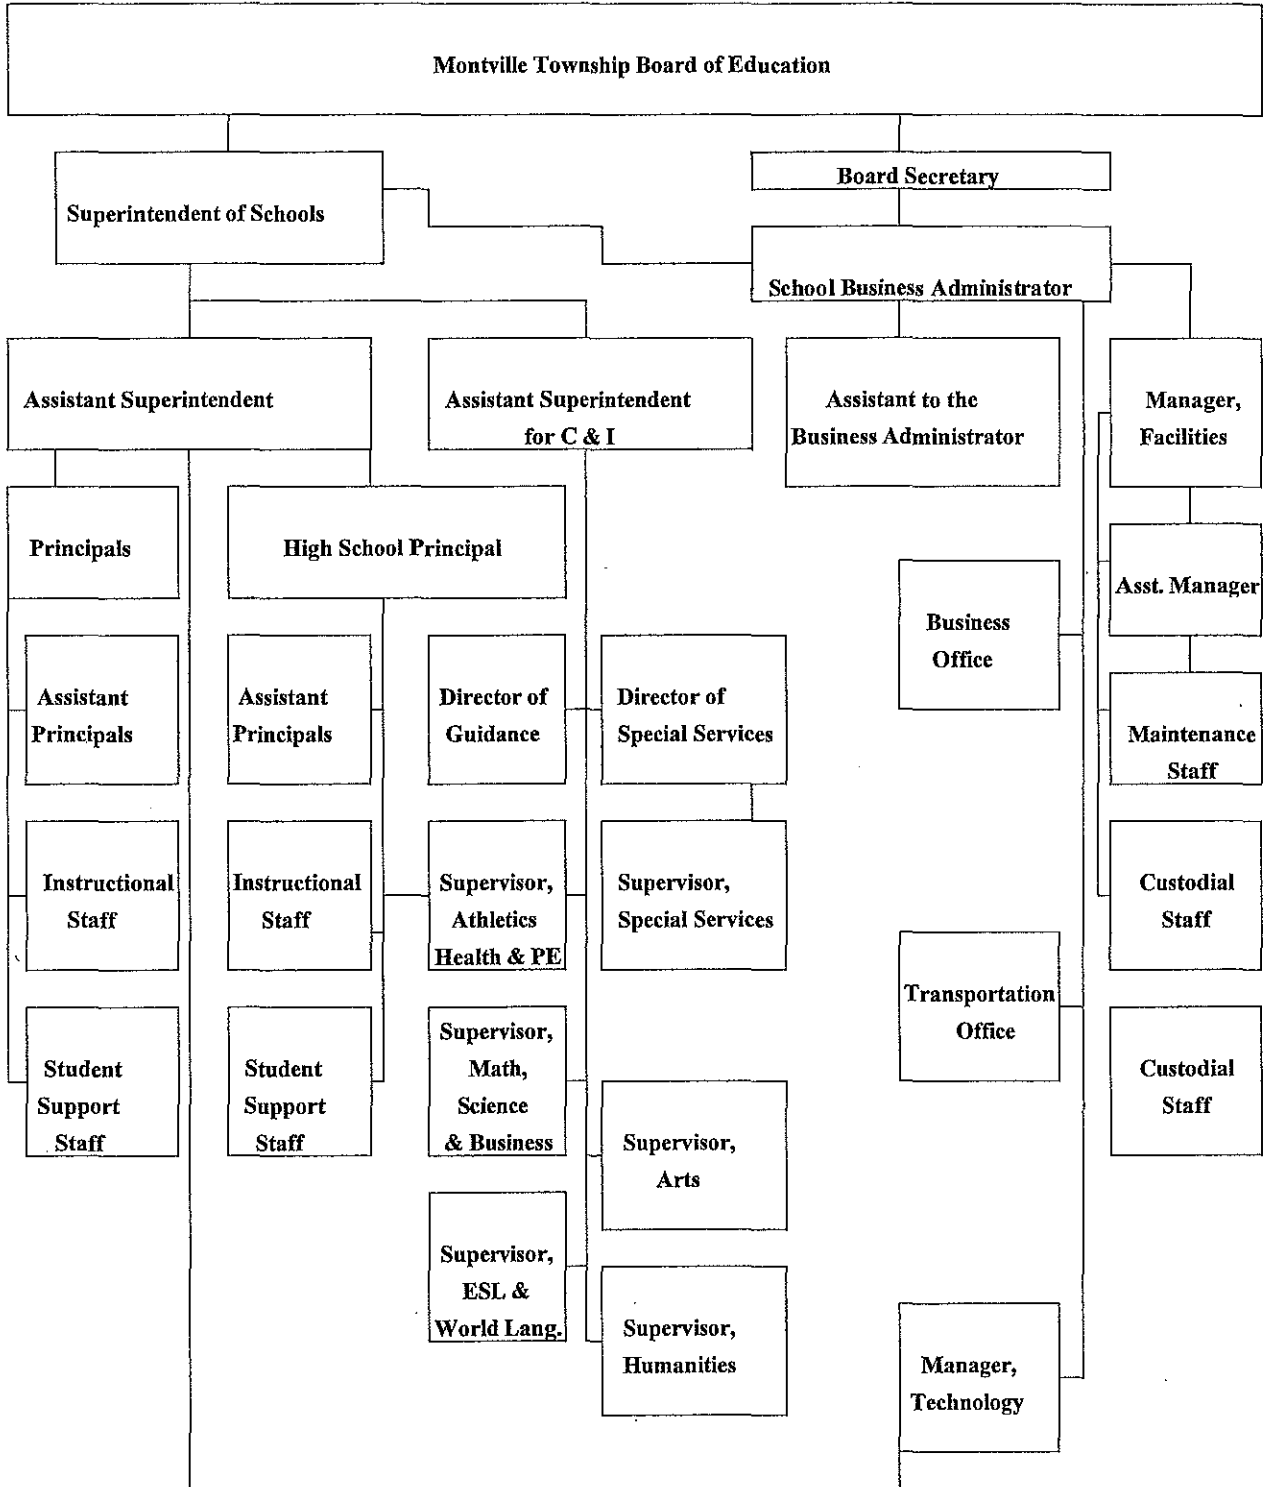 Montville Township Board of Education
Board Secretary
Superintendent of Schools
School Business Administrator
Assistant Superintendent
Assistant Superintendent
for C & I
Assistant to the
Business Administrator
Manager,
Facilities
Principals
High School Principal
Asst. Manager
Business
Office
Assistant
Principals
Assistant
Principals
Director of
Guidance
Director of
Special Services
Maintenance
Staff
Instructional
Staff
Instructional
Staff
Supervisor,
Athletics
Health & PE
Supervisor,
Special Services
Custodial
Staff
Transportation
Office
Student
Support
Staff
Student
Support
Staff
Supervisor,
Math,
Science
& Business
Custodial
Staff
Supervisor,
Arts
Supervisor,
ESL &
World Lang.
Supervisor,
Humanities
Manager,
Technology